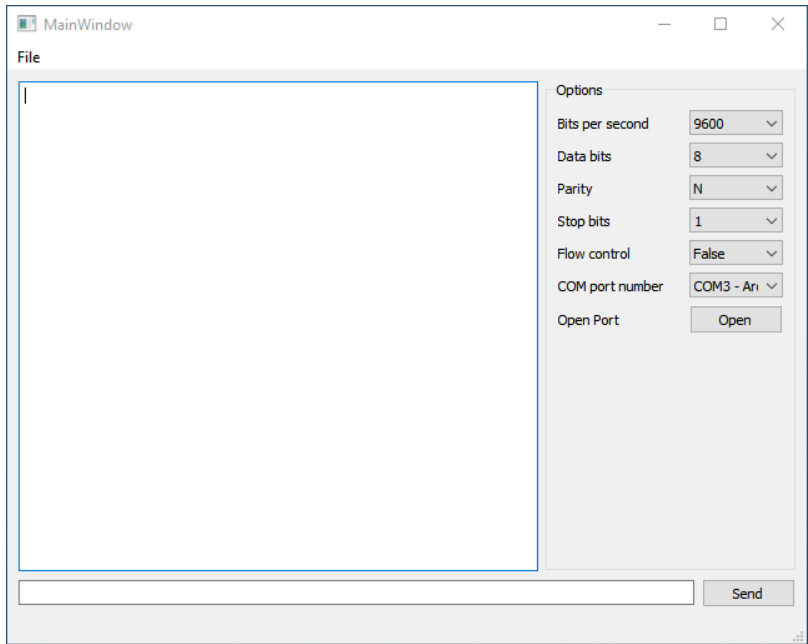 MainWindow
File
Options
Bits per second 9600
Data bits 8
Parity N
Stop bits 1
Flow control False
COM port number COM3 -
Open Port Open
Send